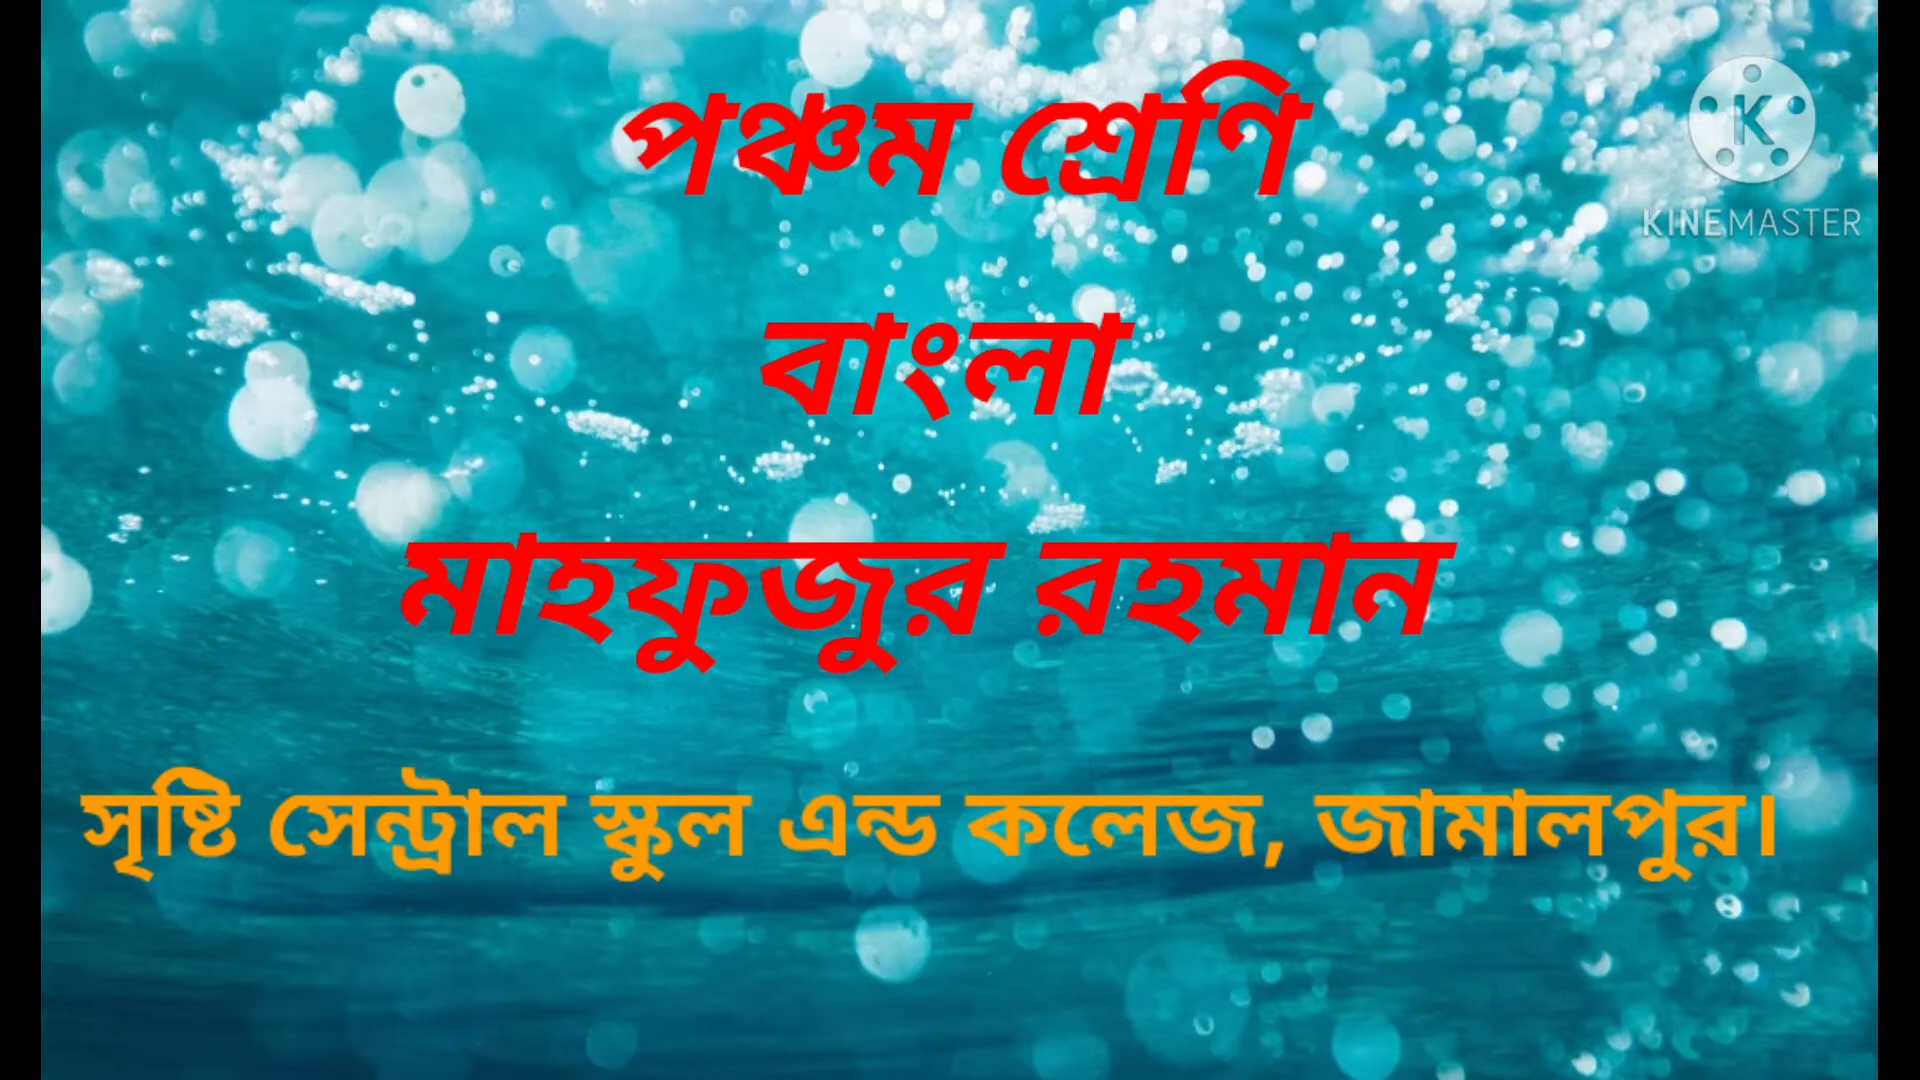 পঞ্চম শ্রেণি
বাংলা
মাহফুজুর রহমান
সৃষ্টি সেন্ট্রাল স্কুল এন্ড কলেজ, জামালপুর।
K
KINEMASTER